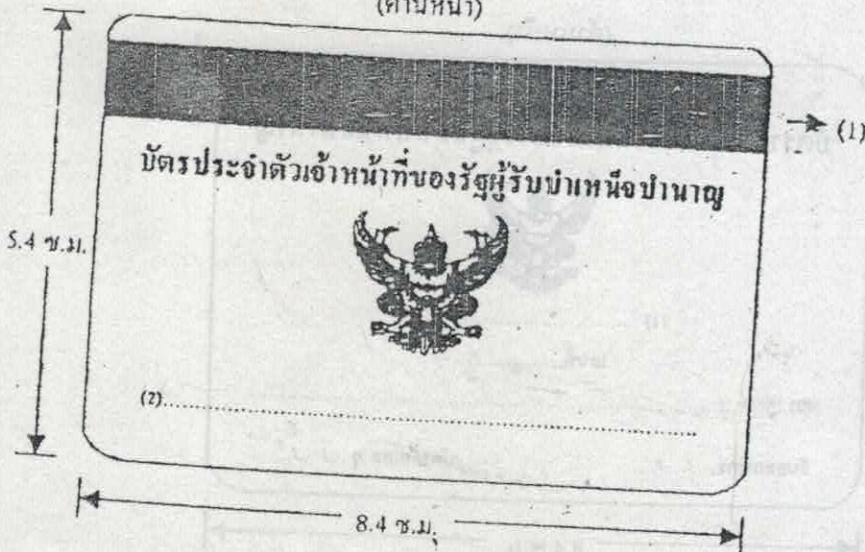 (ด้านหน้า)
(1)
บัตรประจำตัวเจ้าหน้าที่ของรัฐผู้รับบำเหน็จบำนาญ
5.4 ซ.ม.
(2)
8.4 ซ.ม.